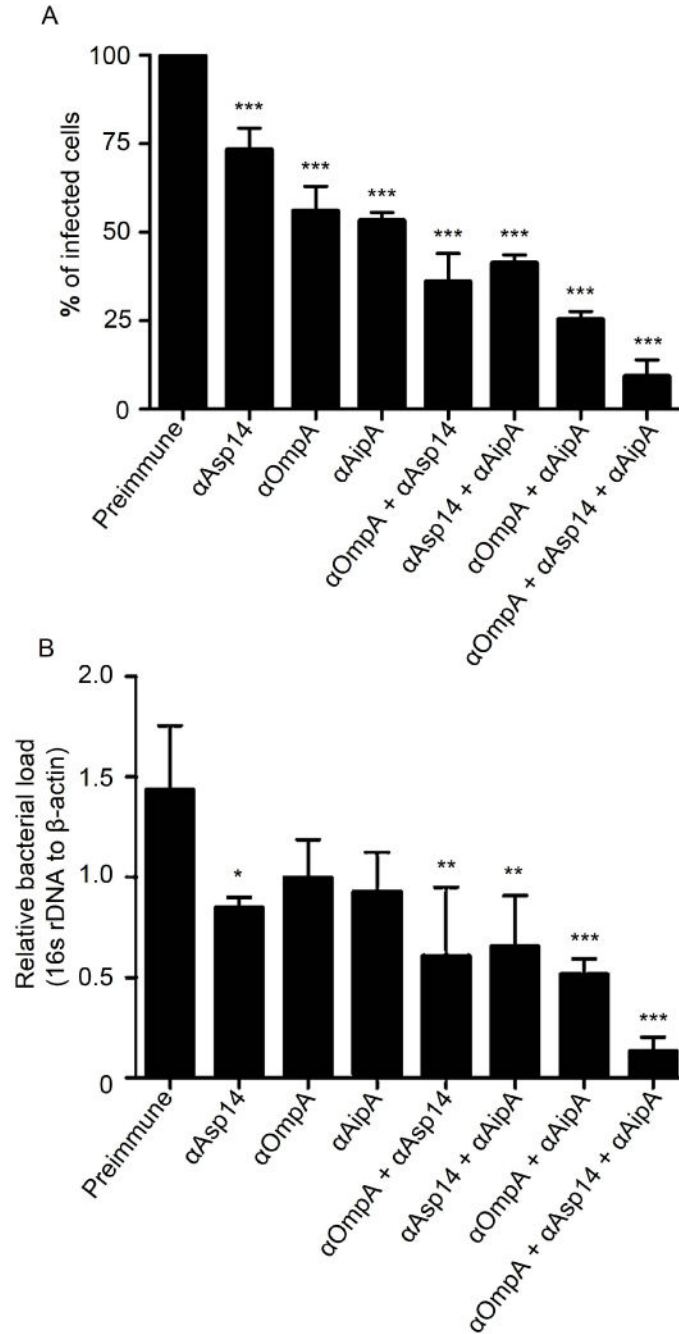 A
% of infected cells
100
75
50
25
0
***
***
***
***
***
***
***
Preimmune
αAsp14
αOmpA
αAipA
αOmpA + αAsp14
αAsp14 + αAipA
αOmpA + αAipA
αOmpA + αAsp14 + αAipA
B
Relative bacterial load
(16s rDNA to β-actin)
2.0
1.5
1.0
0.5
0
*
**
**
***
***
Preimmune
αAsp14
αOmpA
αAipA
αOmpA + αAsp14
αAsp14 + αAipA
αOmpA + αAipA
αOmpA + αAsp14 + αAipA